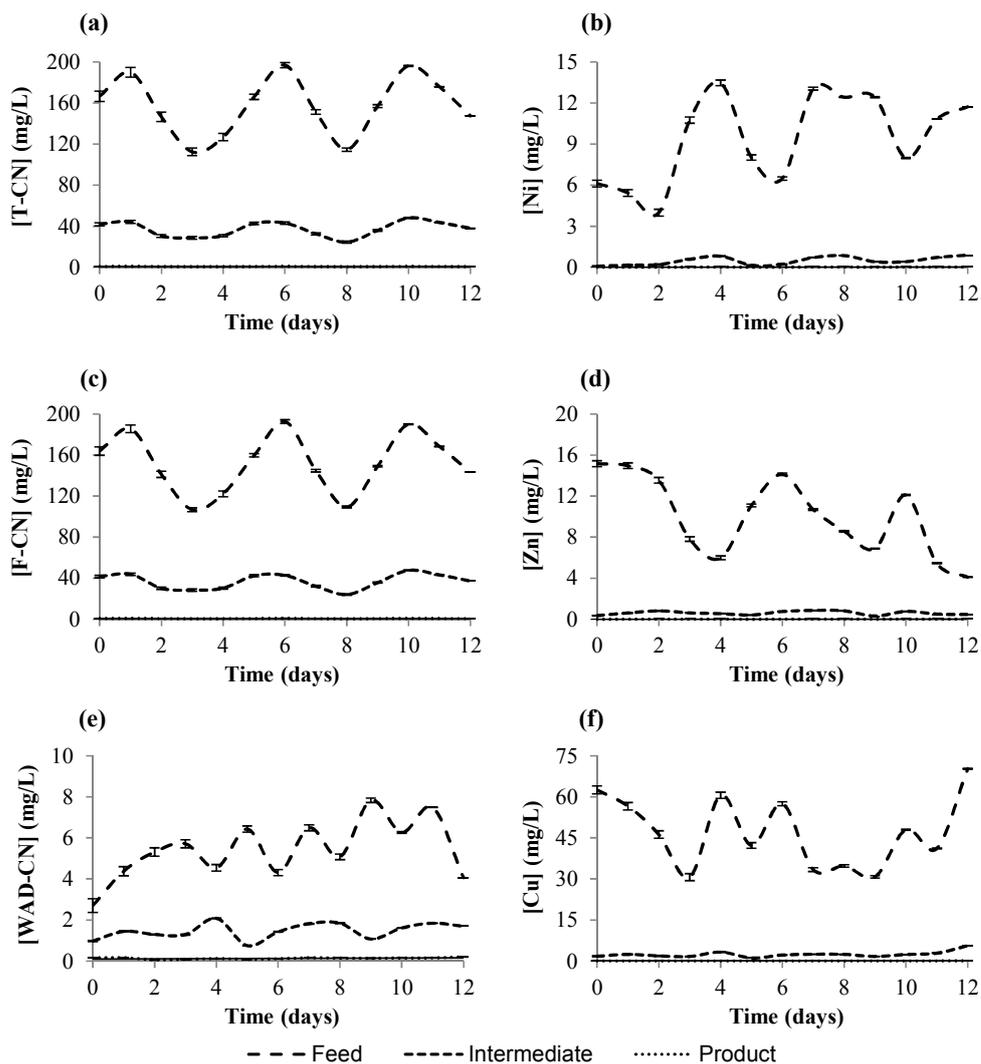 (a)
200
160
120
80
40
0
[T-CN] (mg/L)
0 2 4 6 8 10 12
Time (days)
(b)
15
12
9
6
3
0
[Ni] (mg/L)
0 2 4 6 8 10 12
Time (days)
(c)
200
160
120
80
40
0
[F-CN] (mg/L)
0 2 4 6 8 10 12
Time (days)
(d)
20
16
12
8
4
0
[Zn] (mg/L)
0 2 4 6 8 10 12
Time (days)
(e)
10
8
6
4
2
0
[WAD-CN] (mg/L)
0 2 4 6 8 10 12
Time (days)
(f)
75
60
45
30
15
0
[Cu] (mg/L)
0 2 4 6 8 10 12
Time (days)
Feed Intermediate Product